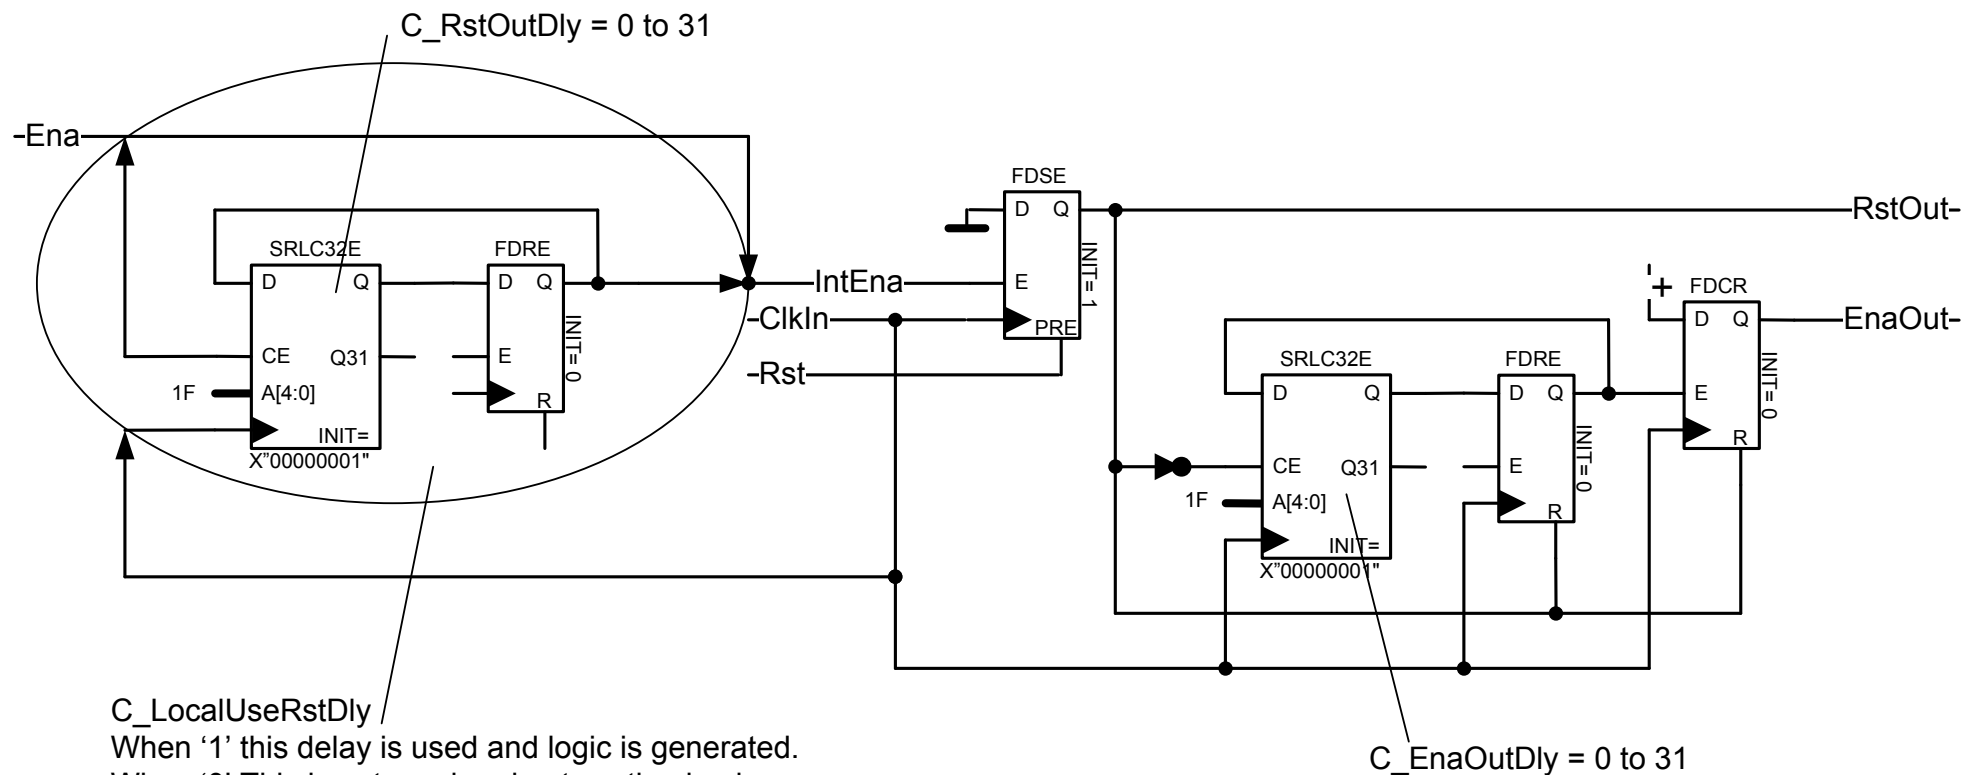 C_RstOutDly = 0 to 31
-Ena
FDSE
D Q
RstOut-
SRLC32E
FDRE
INIT = 1
D Q
D Q
IntEna
E
+
FDCR
-ClkIn
D Q
EnaOut-
PRE
INIT = 0
CE Q31
E
SRLC32E
FDRE
INIT = 0
-Rst
1F
A[4:0]
R
D Q
D Q
E
INIT=
X"00000001"
INIT = 0
R
CE Q31
E
1F
A[4:0]
R
INIT=
X"00000001"
C_LocalUseRstDly
When ‘1’ this delay is used and logic is generated.
C_EnaOutDly = 0 to 31